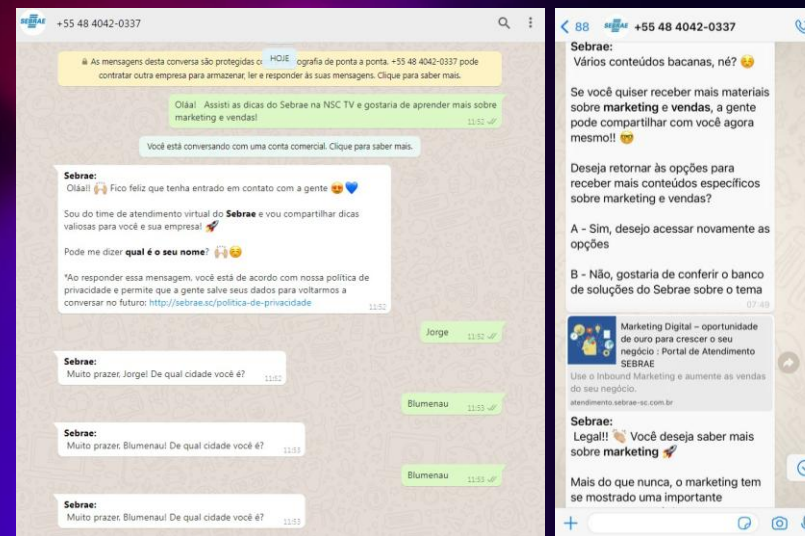 SEBRAE
+55 48 4042-0337
As mensagens desta conversa são protegidas c
HOJE
ografia de ponta a ponta. +55 48 4042-0337 pode
contratar outra empresa para armazenar, ler e responder às suas mensagens. Clique para saber mais.
Oláa! Assisti as dicas do Sebrae na NSC TV e gostaria de aprender mais sobre
marketing e vendas!
11:52
Você está conversando com uma conta comercial. Clique para saber mais.
Sebrae:
Oláa!! 🙌 Fico feliz que tenha entrado em contato com a gente 😍💙
Sou do time de atendimento virtual do Sebrae e vou compartilhar dicas
valiosas para você e sua empresa! 🚀
Pode me dizer qual é o seu nome? 🙌☺️
*Ao responder essa mensagem, você está de acordo com nossa política de
privacidade e permite que a gente salve seus dados para voltarmos a
conversar no futuro: http://sebrae.sc/politica-de-privacidade
11:52
Jorge
11:52
Sebrae:
Muito prazer, Jorge! De qual cidade você é?
11:52
Blumenau
11:53
Sebrae:
Muito prazer, Blumenau! De qual cidade você é?
11:53
Blumenau
11:53
Sebrae:
Muito prazer, Blumenau! De qual cidade você é?
11:53
88
SEBRAE
+55 48 4042-0337
Sebrae:
Vários conteúdos bacanas, né? ☺️
Se você quiser receber mais materiais
sobre marketing e vendas, a gente
pode compartilhar com você agora
mesmo!! 🤓
Deseja retornar às opções para
receber mais conteúdos específicos
sobre marketing e vendas?
A - Sim, desejo acessar novamente as
opções
B - Não, gostaria de conferir o banco
de soluções do Sebrae sobre o tema
07:49
Marketing Digital – oportunidade
de ouro para crescer o seu
negócio : Portal de Atendimento
SEBRAE
Use o Inbound Marketing e aumente as vendas
do seu negócio.
atendimento.sebrae-sc.com.br
Sebrae:
Legal!! 👏 Você deseja saber mais
sobre marketing 🚀
Mais do que nunca, o marketing tem
se mostrado uma importante